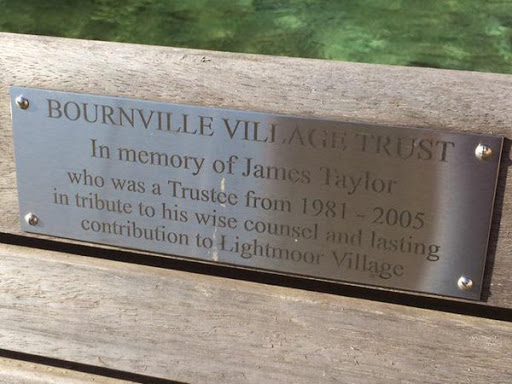 BOURNVILLE VILLAGE TRUST
In memory of James Taylor
who was a Trustee from 1981 - 2005
in tribute to his wise counsel and lasting
contribution to Lightmoor Village